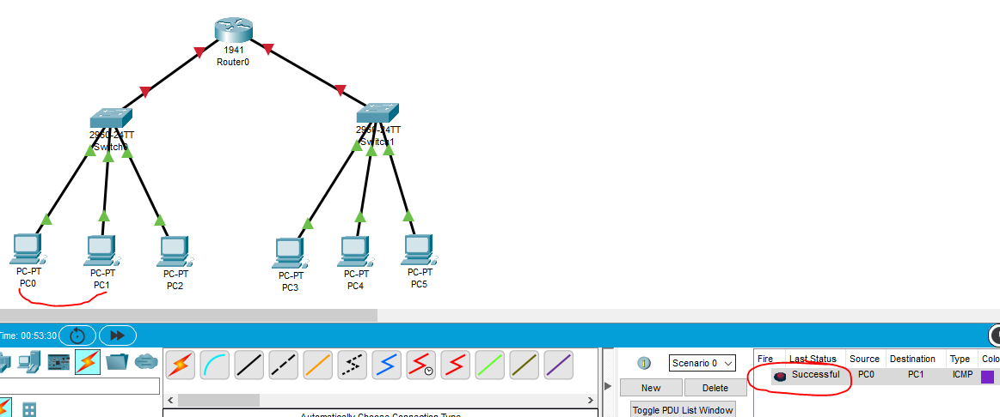 1941
Router0
2960-24TT
Switch0
2960-24TT
Switch1
PC-PT
PC0
PC-PT
PC1
PC-PT
PC2
PC-PT
PC3
PC-PT
PC4
PC-PT
PC5
Time: 00:53:30
Scenario 0
New
Delete
Toggle PDU List Window
Fire Last Status Source Destination Type Colo
Successful PC0 PC1 ICMP
Automatically Choose Connection Type